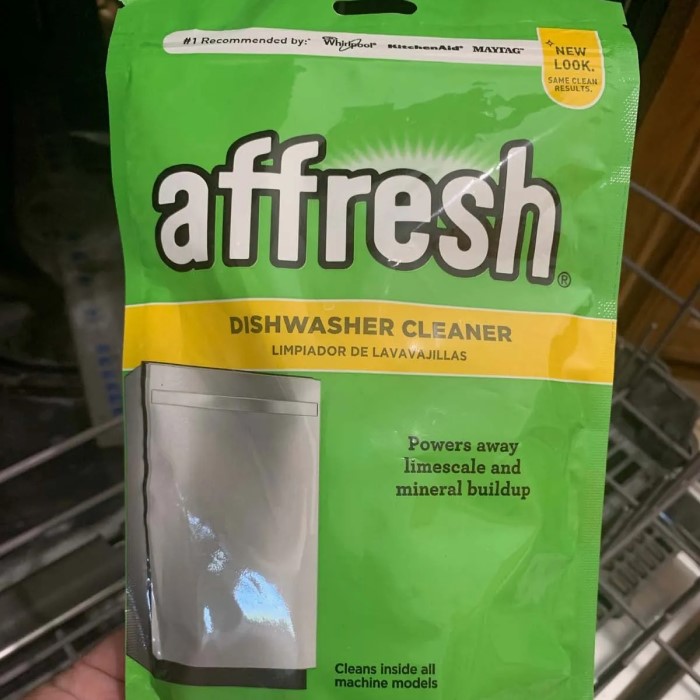 #1 Recommended by:* Whirlpool® KitchenAid® MAYTAG™
NEW
LOOK.
SAME CLEAN
RESULTS.
affresh®
DISHWASHER CLEANER
LIMPIADOR DE LAVAVAJILLAS
Powers away
limescale and
mineral buildup
Cleans inside all
machine models